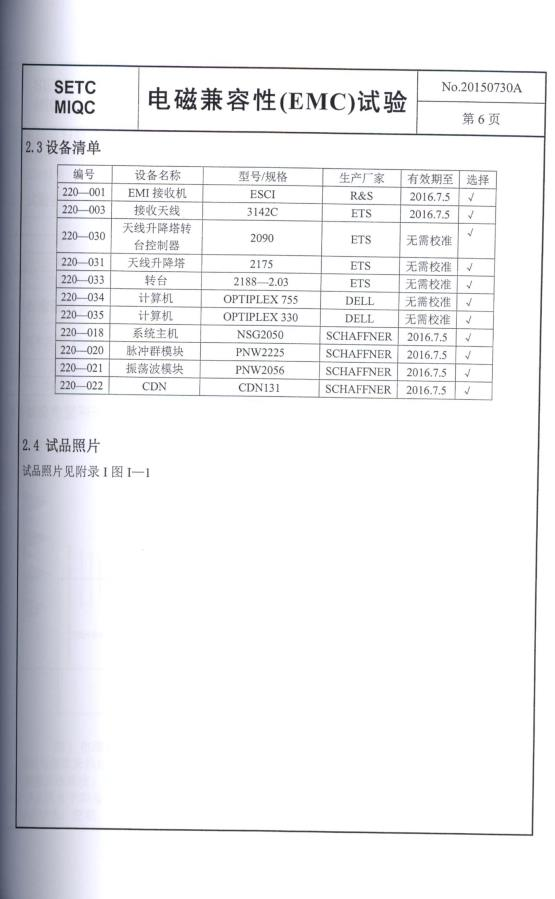 SETC
MIQC
电磁兼容性(EMC)试验
No.20150730A
第 6 页
2.3 设备清单
编号 设备名称 型号/规格 生产厂家 有效期至 选择
220—001 EMI 接收机 ESCI R&S 2016.7.5 √
220—003 接收天线 3142C ETS 2016.7.5 √
220—030 天线升降塔转 2090 ETS 无需校准 √
台控制器
220—031 天线升降塔 2175 ETS 无需校准 √
220—033 转台 2188—2.03 ETS 无需校准 √
220—034 计算机 OPTIPLEX 755 DELL 无需校准 √
220—035 计算机 OPTIPLEX 330 DELL 无需校准 √
220—018 系统主机 NSG2050 SCHAFFNER 2016.7.5 √
220—020 脉冲群模块 PNW2225 SCHAFFNER 2016.7.5 √
220—021 振荡波模块 PNW2056 SCHAFFNER 2016.7.5 √
220—022 CDN CDN131 SCHAFFNER 2016.7.5 √
2.4 试品照片
试品照片见附录 I 图 I—1